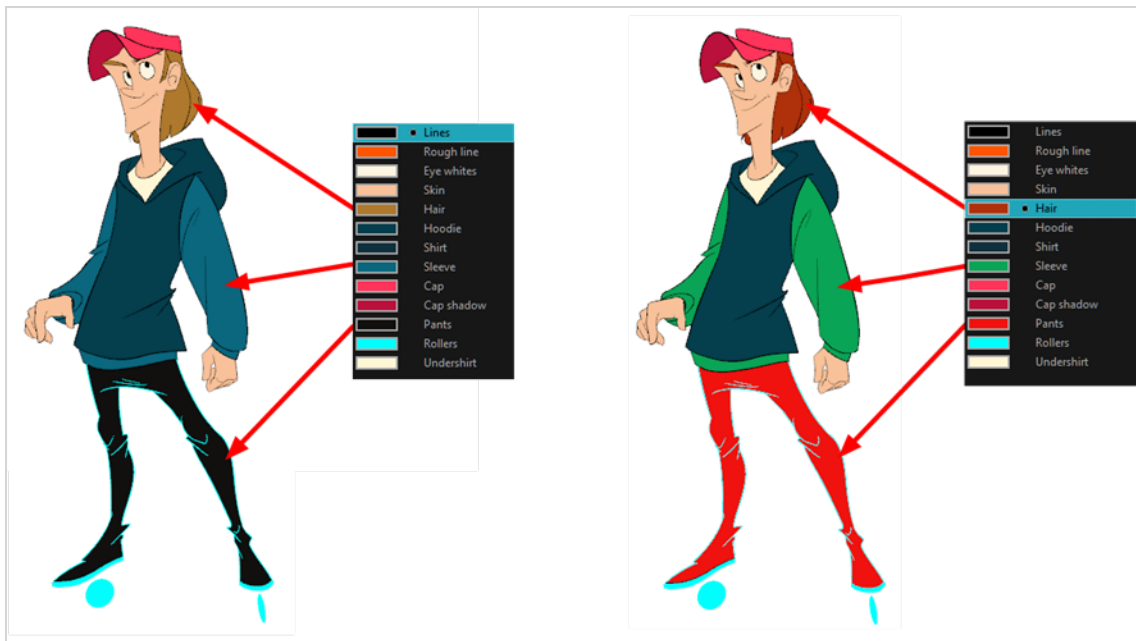 Lines
Rough line
Eye whites
Skin
Hair
Hoodie
Shirt
Sleeve
Cap
Cap shadow
Pants
Rollers
Undershirt
Lines
Rough line
Eye whites
Skin
Hair
Hoodie
Shirt
Sleeve
Cap
Cap shadow
Pants
Rollers
Undershirt